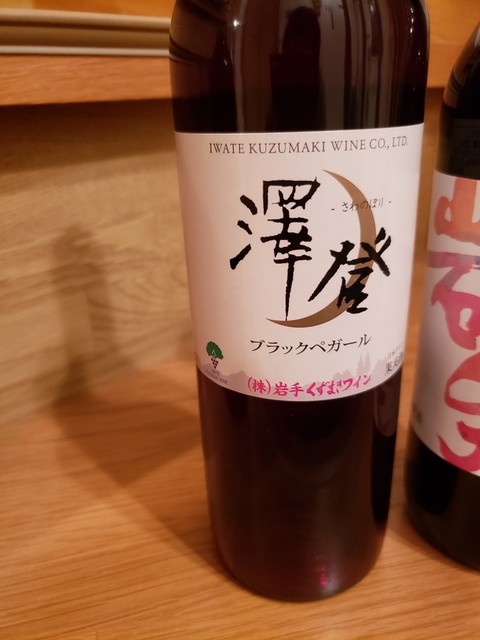 IWATE KUZUMAKI WINE CO., LTD.
- さわのぼり -
澤登
ブラックペガール
(株)岩手くずまきワイン